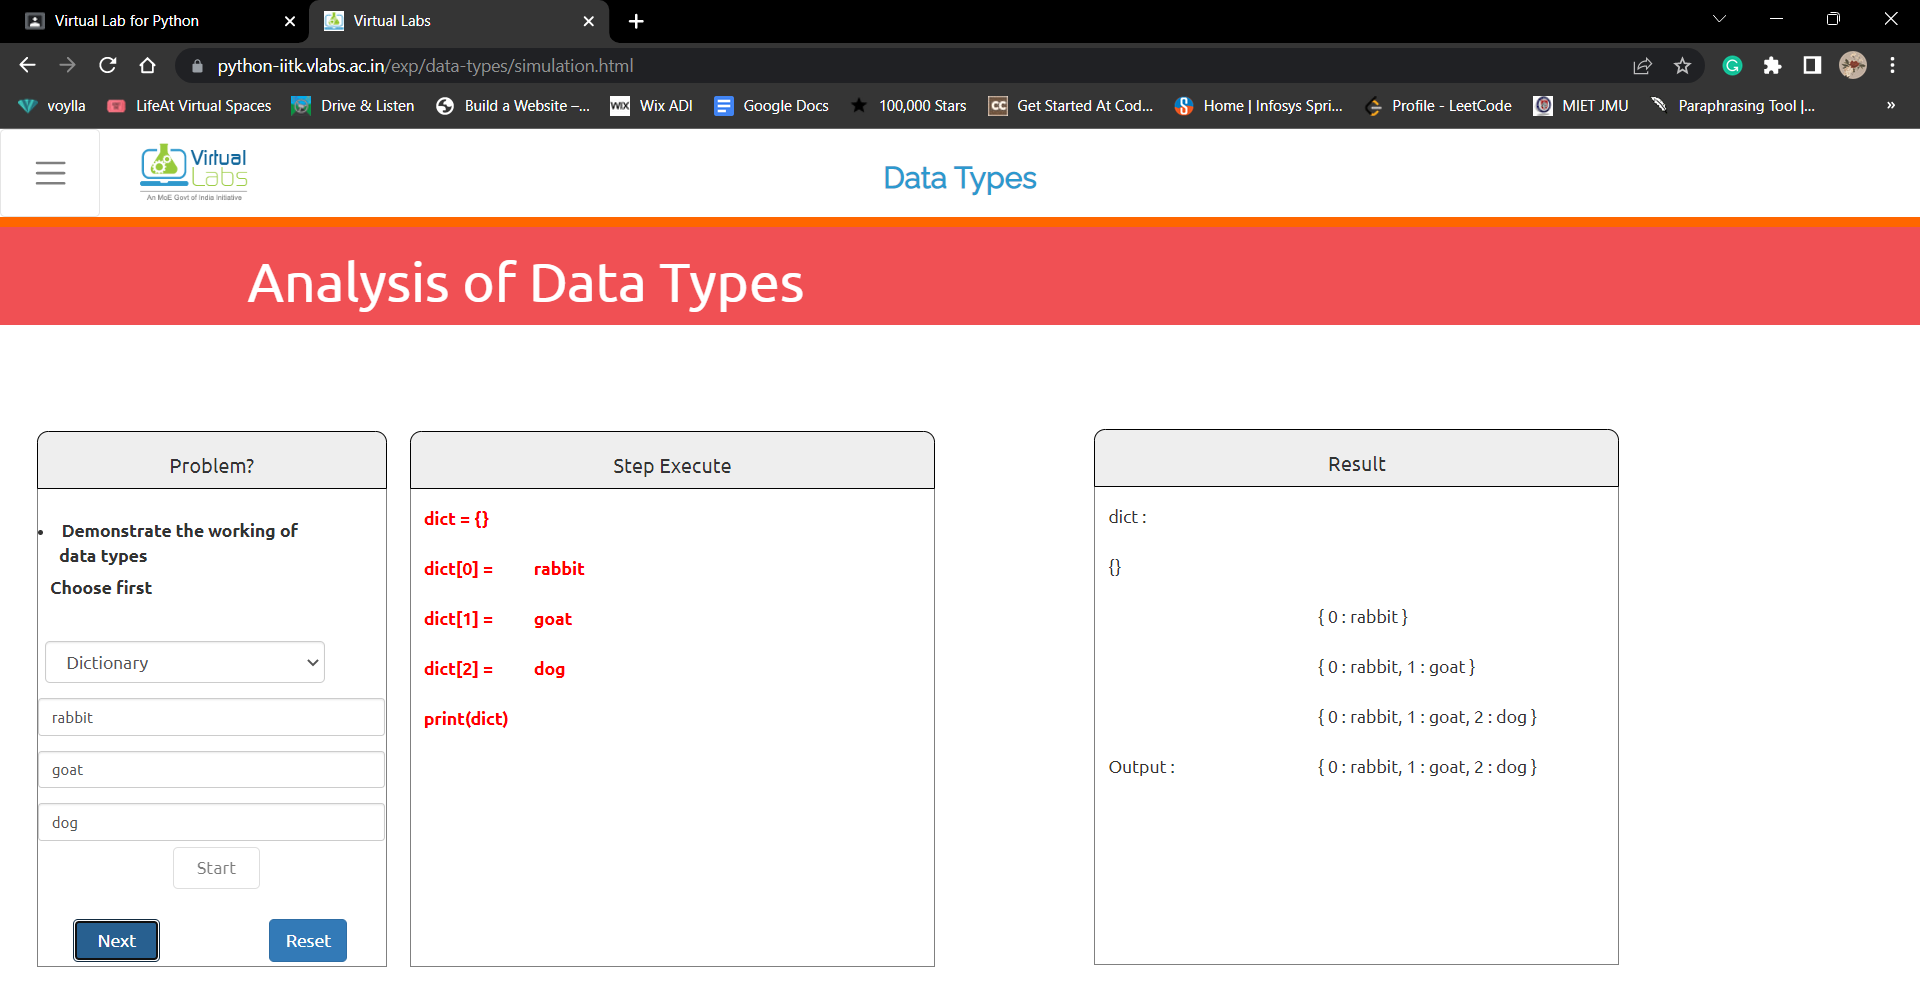 Virtual Lab for Python
Virtual Labs
python-iitk.vlabs.ac.in/exp/data-types/simulation.html
voylla
LifeAt Virtual Spaces
Drive & Listen
Build a Website –...
WIX
Wix ADI
Google Docs
100,000 Stars
CC
Get Started At Cod...
Home | Infosys Spri...
Profile - LeetCode
MIET JMU
Paraphrasing Tool |...
»
Virtual
Labs
An MoE Govt of India Initiative
Data Types
Analysis of Data Types
Problem?
• Demonstrate the working of
data types
Choose first
Dictionary
rabbit
goat
dog
Start
Next
Reset
Step Execute
dict = {}
dict[0] = rabbit
dict[1] = goat
dict[2] = dog
print(dict)
Result
dict :
{}
{ 0 : rabbit }
{ 0 : rabbit, 1 : goat }
{ 0 : rabbit, 1 : goat, 2 : dog }
Output : { 0 : rabbit, 1 : goat, 2 : dog }